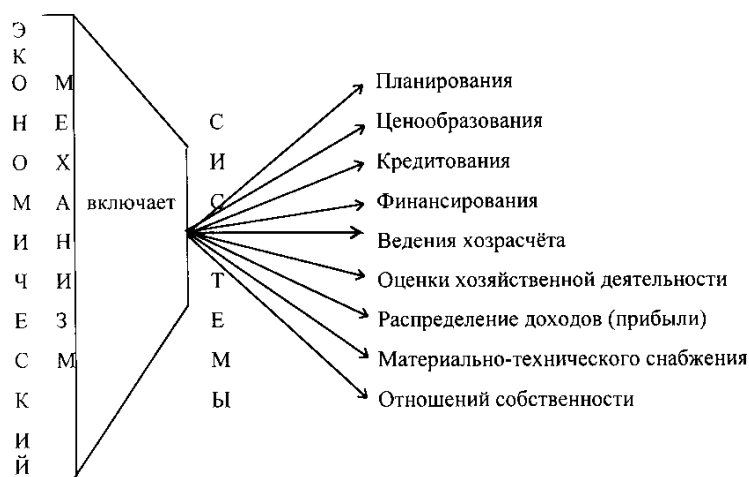 ЭКОНОМИЧЕСКИЙ
МЕХАНИЗМ
включает
СИСТЕМЫ
Планирования
Ценообразования
Кредитования
Финансирования
Ведения хозрасчёта
Оценки хозяйственной деятельности
Распределение доходов (прибыли)
Материально-технического снабжения
Отношений собственности